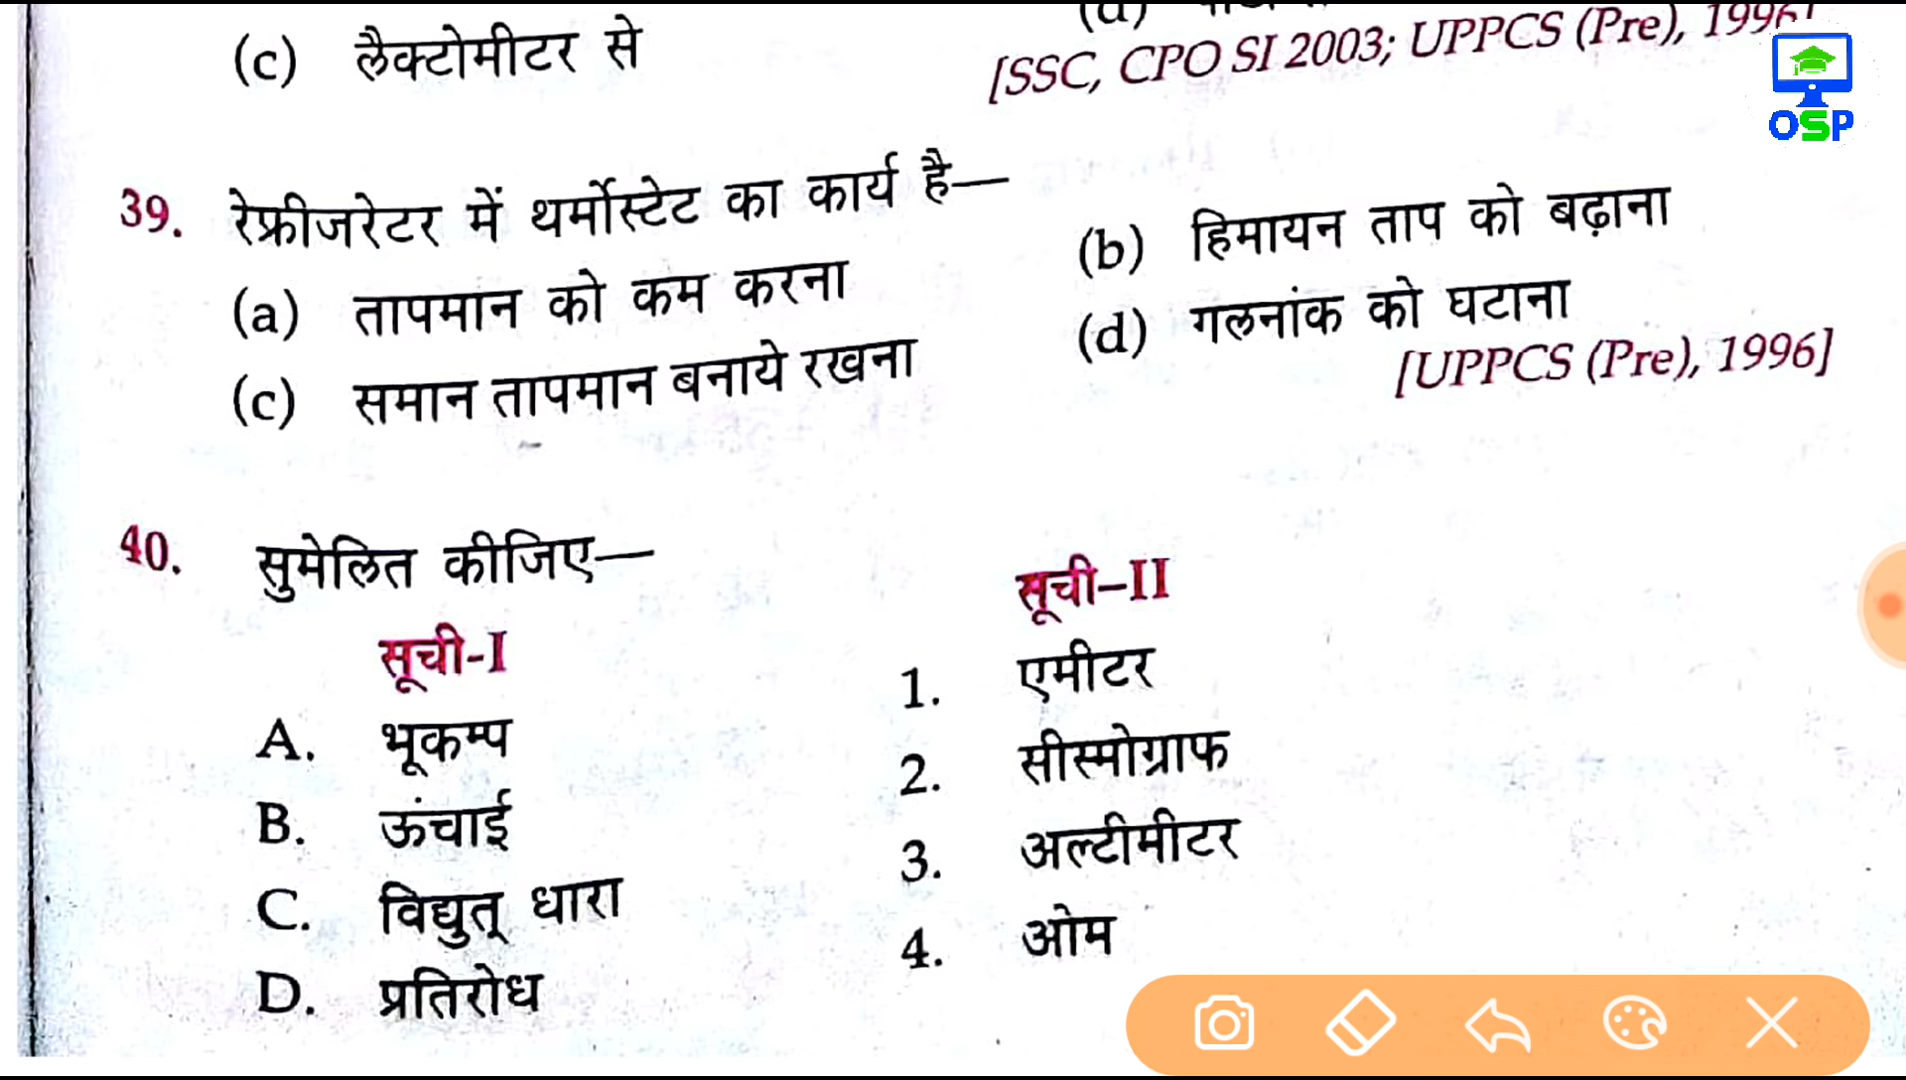 (c) लैक्टोमीटर से
[SSC, CPO SI 2003; UPPCS (Pre), 1996]
OSP
39. रेफ्रीजरेटर में थर्मोस्टेट का कार्य है—
(a) तापमान को कम करना (b) हिमायन ताप को बढ़ाना
(c) समान तापमान बनाये रखना (d) गलनांक को घटाना
[UPPCS (Pre), 1996]
40. सुमेलित कीजिए—
सूची-I सूची-II
A. भूकम्प 1. एमीटर
B. ऊंचाई 2. सीस्मोग्राफ
C. विद्युत् धारा 3. अल्टीमीटर
D. प्रतिरोध 4. ओम